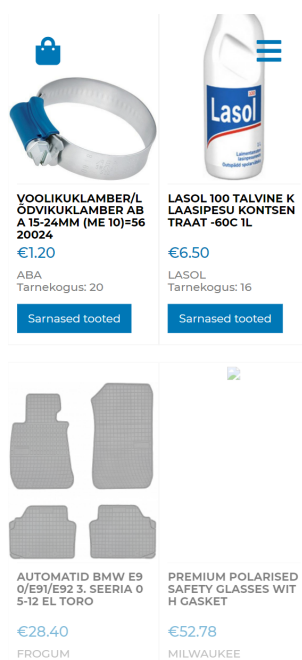 Lasol
VOOLIKUKLAMBER/L
ÕDVIKUKLAMBER AB
A 15-24MM (ME 10)=56
20024
€1.20
ABA
Tarnekogus: 20
Sarnased tooted
LASOL 100 TALVINE K
LAASIPESU KONTSEN
TRAAT -60C 1L
€6.50
LASOL
Tarnekogus: 16
Sarnased tooted
AUTOMATID BMW E9
0/E91/E92 3. SEERIA 0
5-12 EL TORO
€28.40
FROGUM
PREMIUM POLARISED
SAFETY GLASSES WIT
H GASKET
€52.78
MILWAUKEE